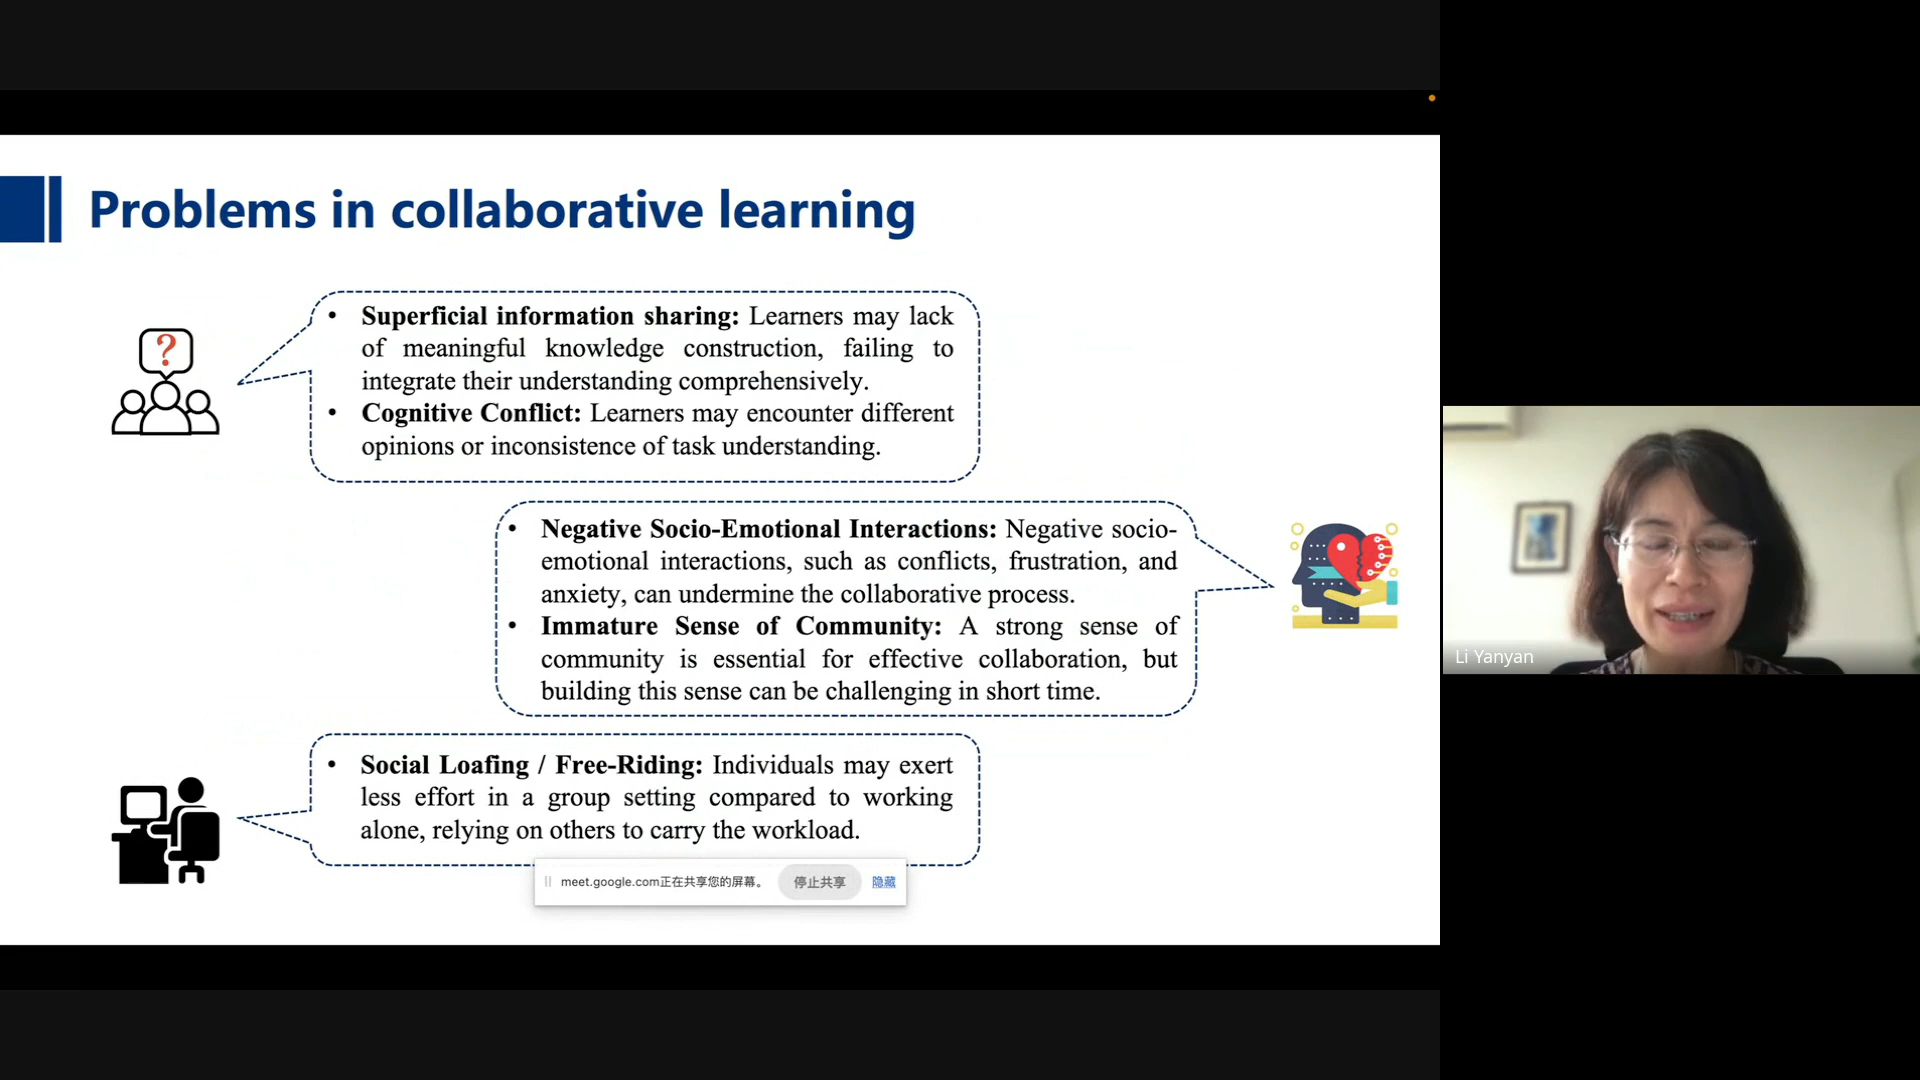 Problems in collaborative learning
?
• Superficial information sharing: Learners may lack
of meaningful knowledge construction, failing to
integrate their understanding comprehensively.
• Cognitive Conflict: Learners may encounter different
opinions or inconsistence of task understanding.
• Negative Socio-Emotional Interactions: Negative socio-
emotional interactions, such as conflicts, frustration, and
anxiety, can undermine the collaborative process.
• Immature Sense of Community: A strong sense of
community is essential for effective collaboration, but
building this sense can be challenging in short time.
• Social Loafing / Free-Riding: Individuals may exert
less effort in a group setting compared to working
alone, relying on others to carry the workload.
meet.google.com正在共享您的屏幕。 停止共享 隐藏
Li Yanyan